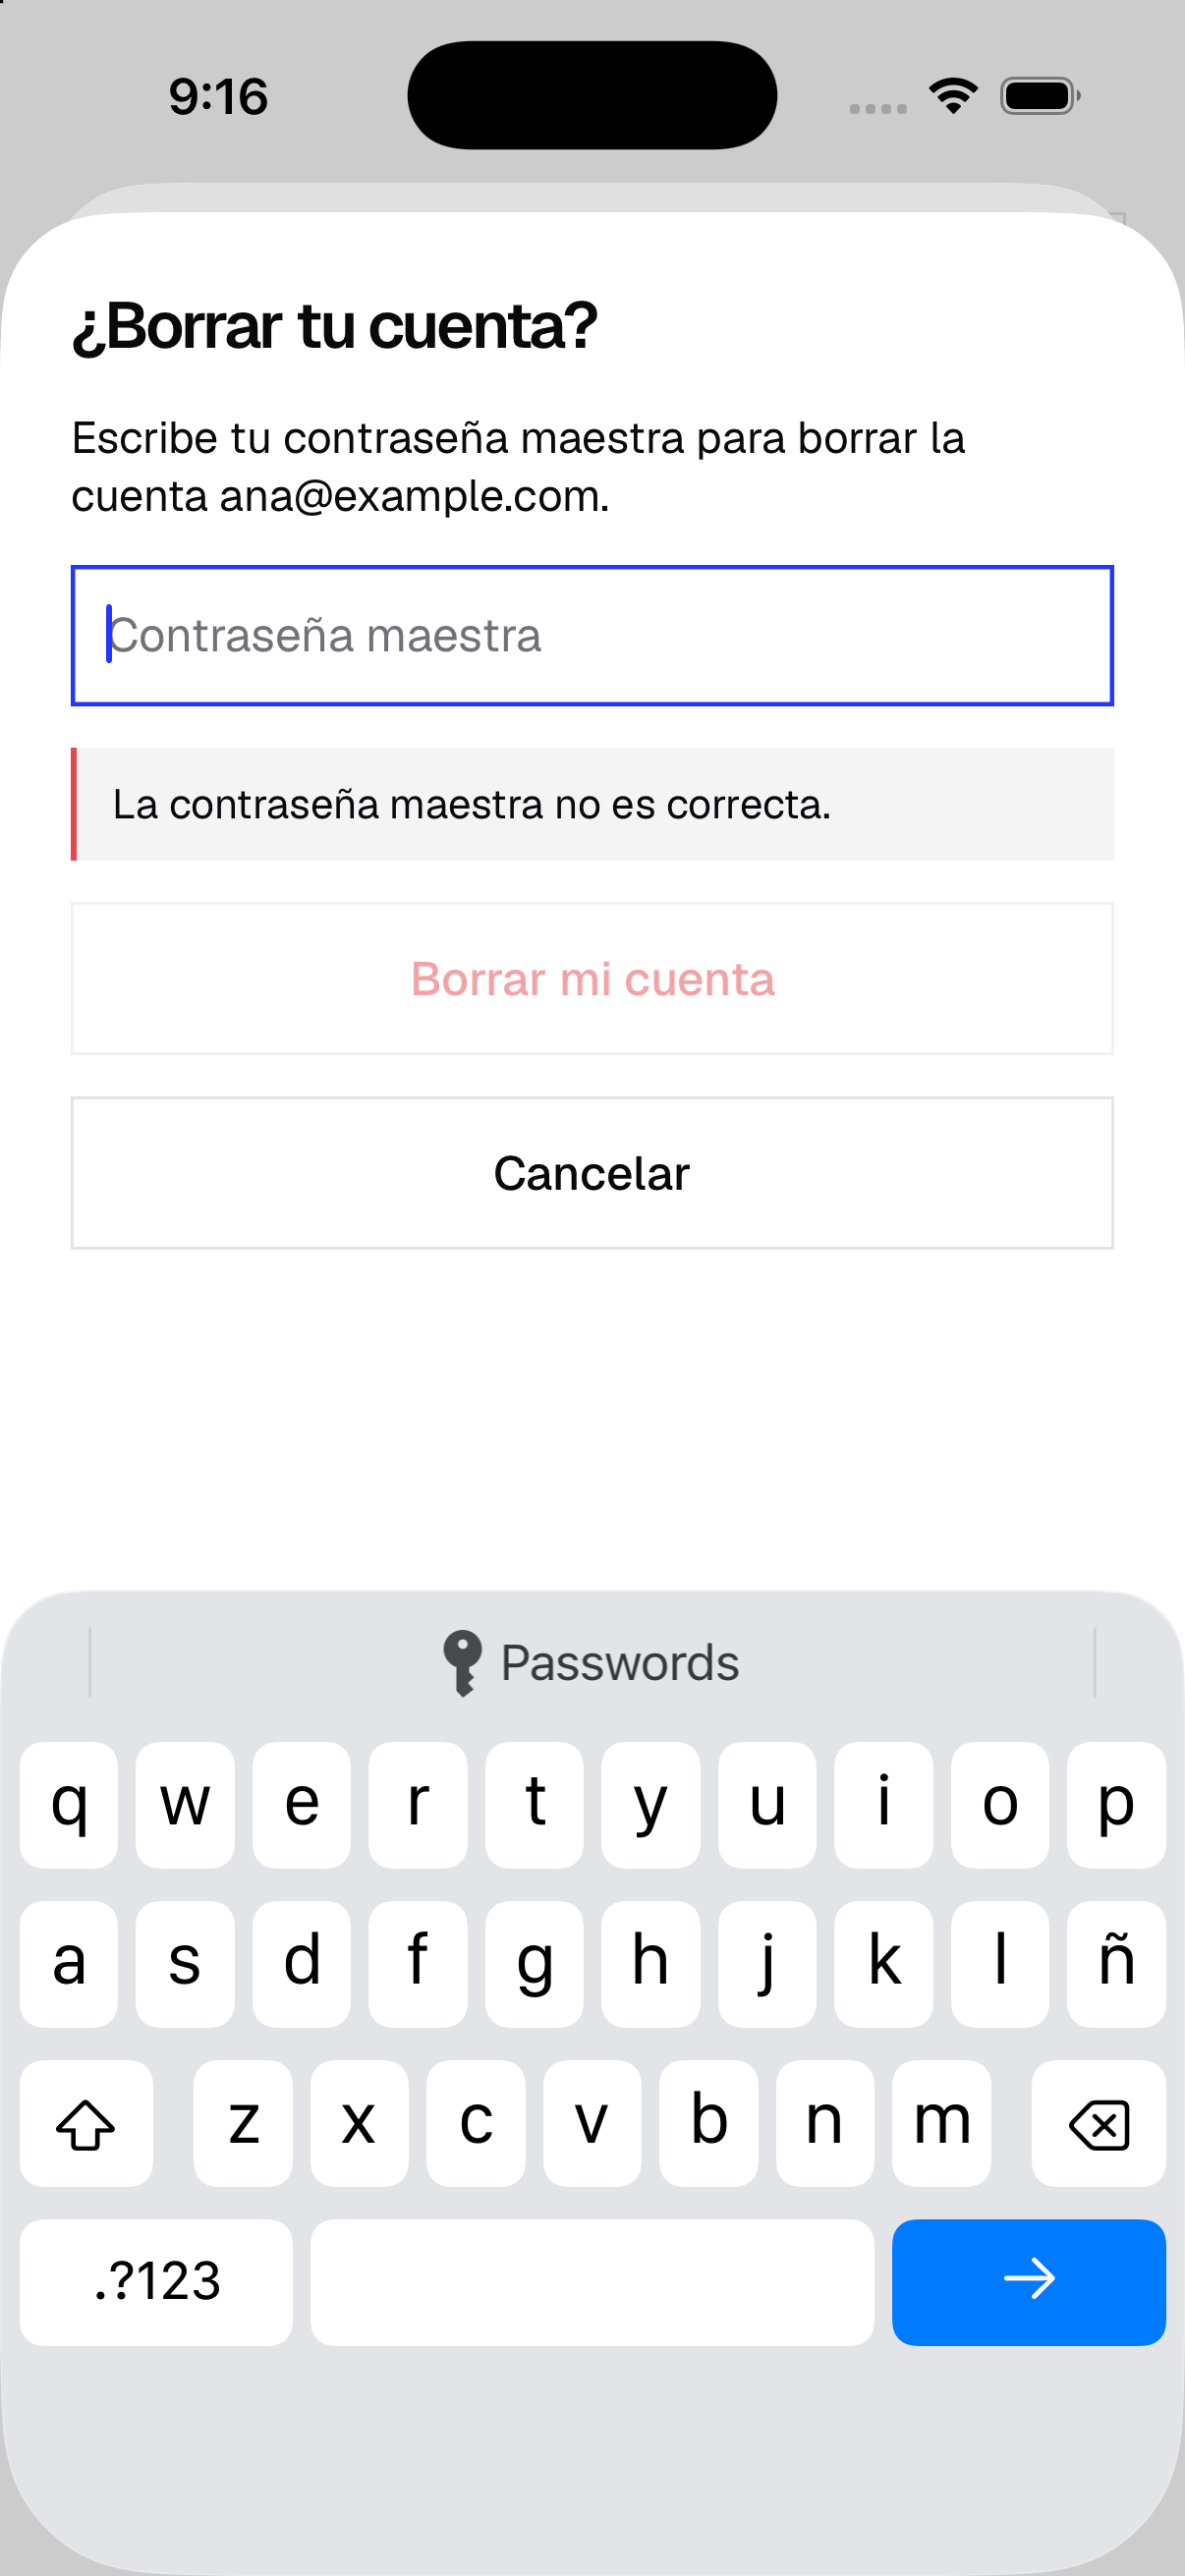 9:16
¿Borrar tu cuenta?
Escribe tu contraseña maestra para borrar la
cuenta ana@example.com.
Contraseña maestra
La contraseña maestra no es correcta.
Borrar mi cuenta
Cancelar
Passwords
q w e r t y u i o p
a s d f g h j k l ñ
z x c v b n m
.?123